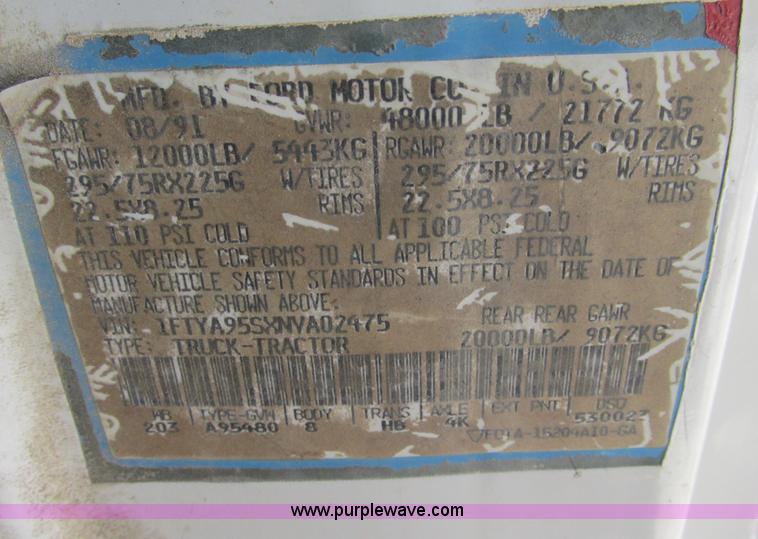 MFD. BY FORD MOTOR CO. IN U.S.A.
DATE: 08/91 GVWR: 48000 LB / 21772 KG
FGAWR: 12000LB/ 5443KG RGAWR: 20000LB/ 9072KG
295/75RX225G W/TIRES 295/75RX225G W/TIRES
22.5X8.25 RIMS 22.5X8.25 RIMS
AT 110 PSI COLD AT 100 PSI COLD
THIS VEHICLE CONFORMS TO ALL APPLICABLE FEDERAL
MOTOR VEHICLE SAFETY STANDARDS IN EFFECT ON THE DATE OF
MANUFACTURE SHOWN ABOVE.
VIN: 1FTYA95SXNVA02475 REAR REAR GAWR
TYPE: TRUCK-TRACTOR 20000LB/ 9072KG
WB TYPE-GVW BODY TRANS AXLE EXT PNT DSO
203 A95480 8 HB 4K 530023
www.purplewave.com